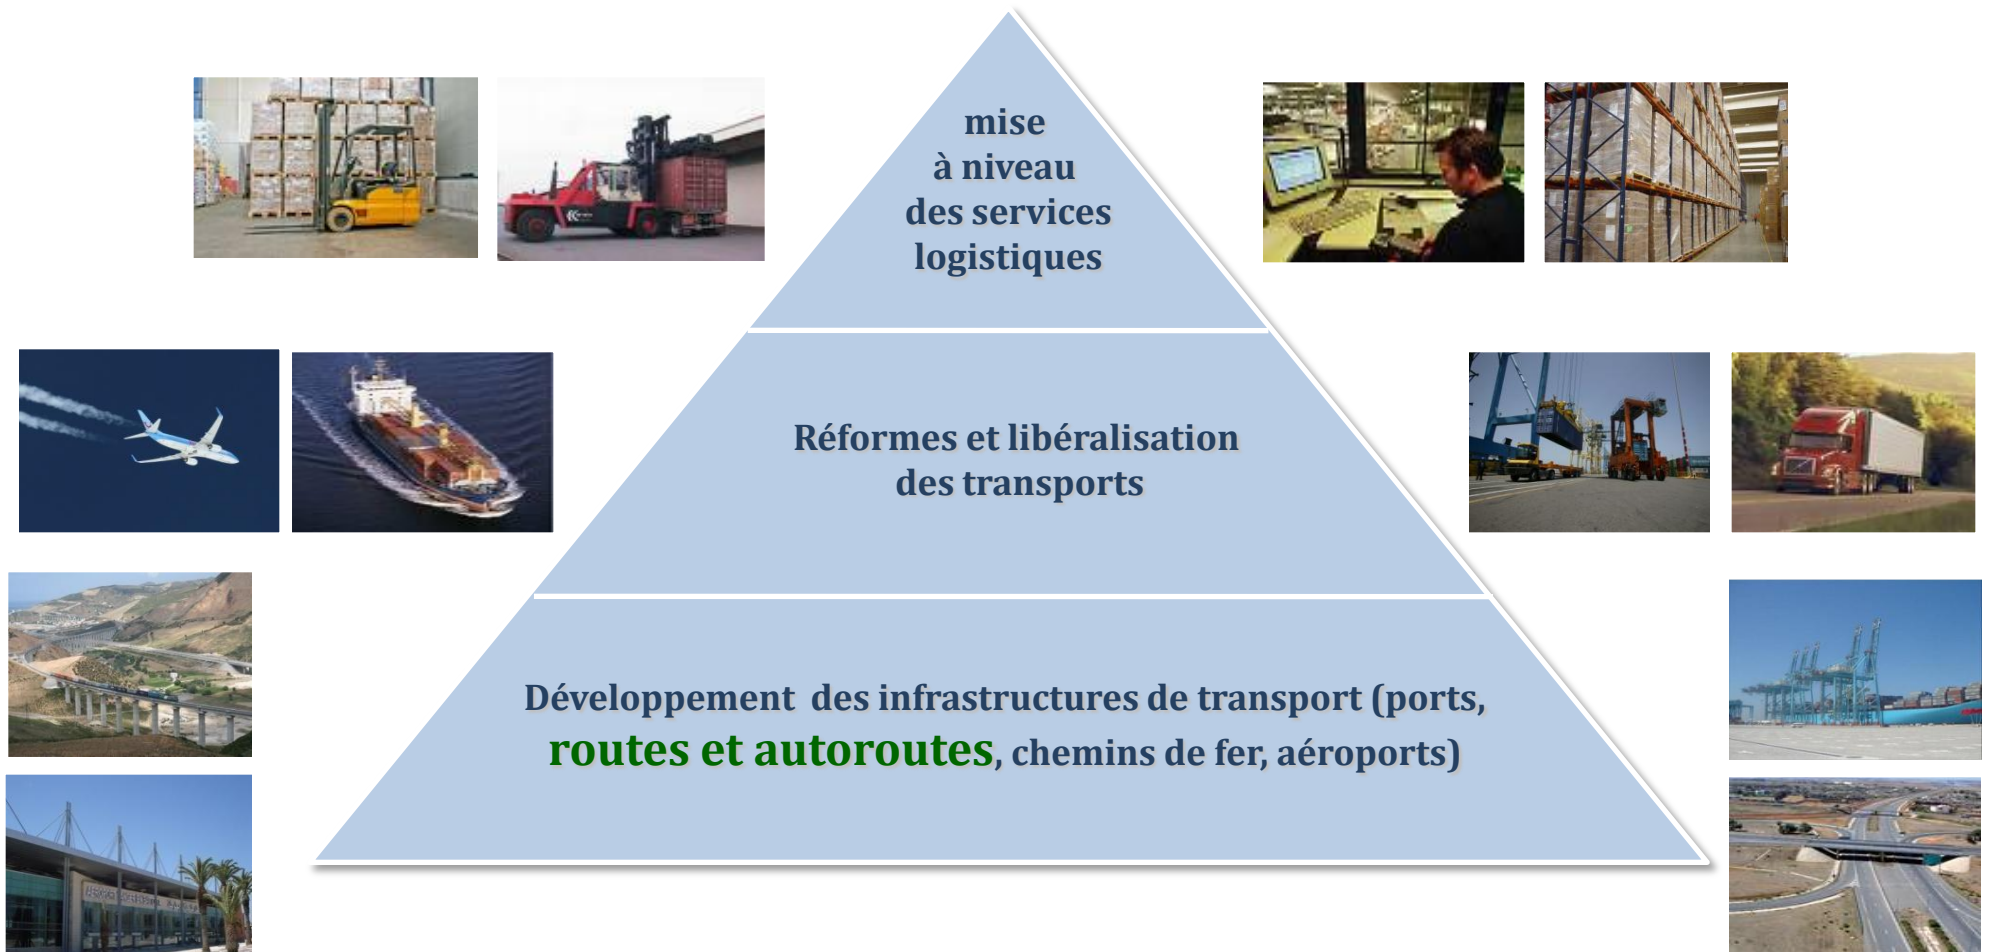 mise
à niveau
des services
logistiques
Réformes et libéralisation
des transports
Développement des infrastructures de transport (ports,
routes et autoroutes, chemins de fer, aéroports)